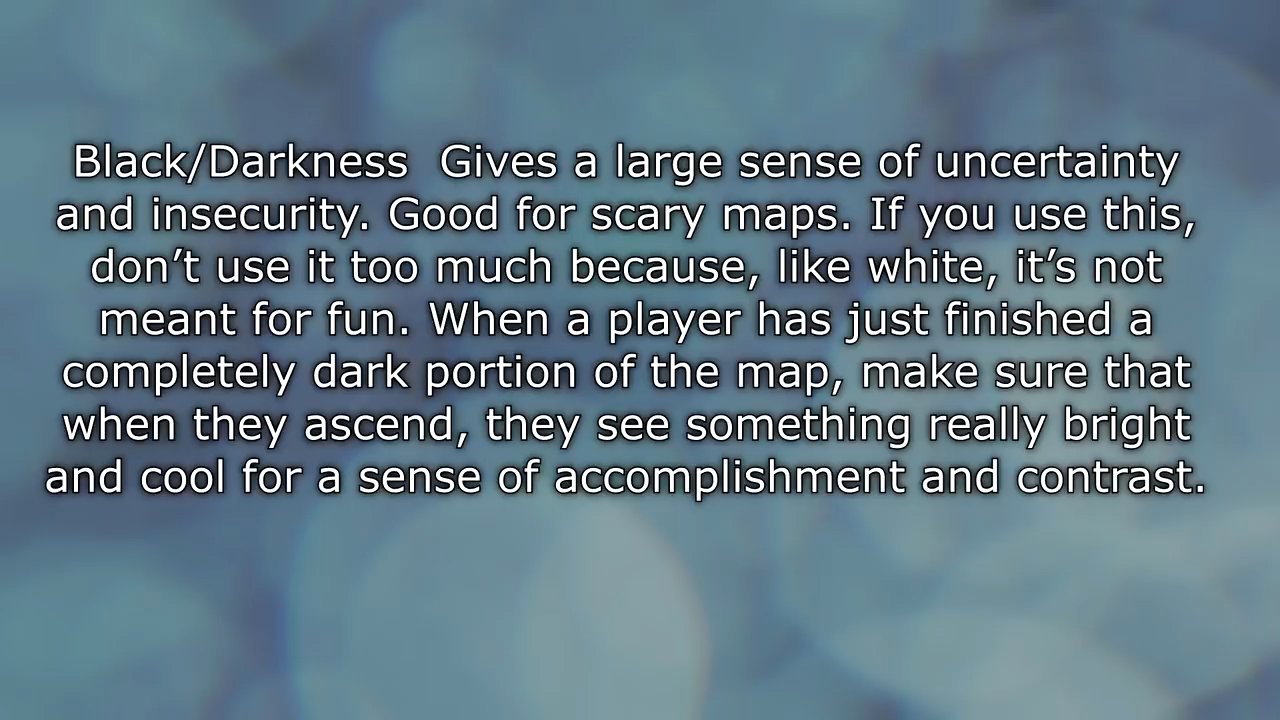 Black/Darkness  Gives a large sense of uncertainty
and insecurity. Good for scary maps. If you use this,
don’t use it too much because, like white, it’s not
meant for fun. When a player has just finished a
completely dark portion of the map, make sure that
when they ascend, they see something really bright
and cool for a sense of accomplishment and contrast.